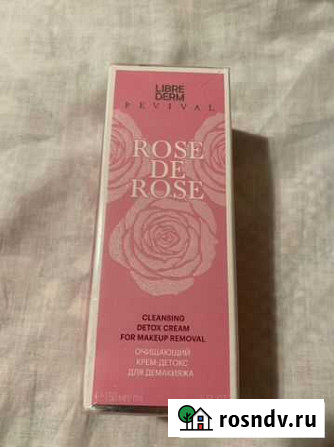 LIBRE
DERM
REVIVAL
ROSE
DE
ROSE
CLEANSING
DETOX CREAM
FOR MAKEUP REMOVAL
ОЧИЩАЮЩИЙ
КРЕМ-ДЕТОКС
ДЛЯ ДЕМАКИЯЖА
rosndv.ru